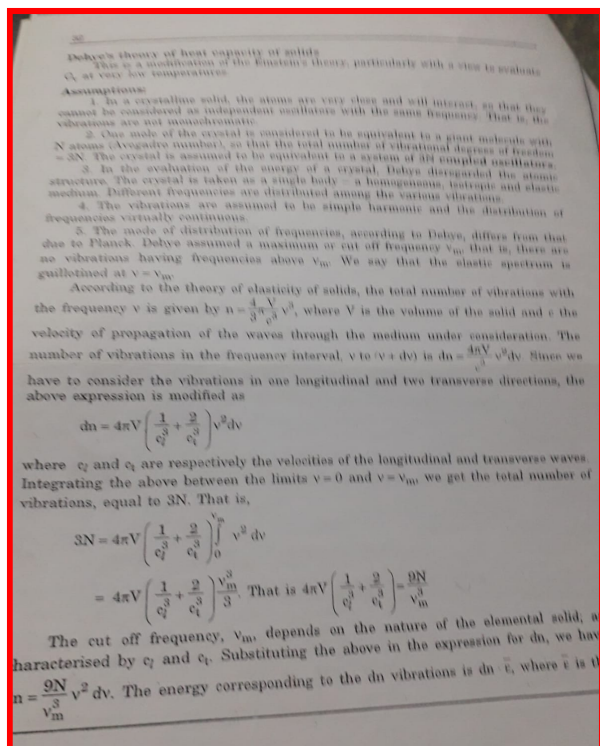 Debye's theory of heat capacity of solids
This is a modification of the Einstein's theory, particularly with a view to evaluate
Cᵥ at very low temperatures.
Assumptions:
1. In a crystalline solid, the atoms are very close and will interact, so that they
cannot be considered as independent oscillators with the same frequency. That is, the
vibrations are not monochromatic.
2. One mole of the crystal is considered to be equivalent to a giant molecule with
N atoms (Avogadro number), so that the total number of vibrational degrees of freedom
= 3N. The crystal is assumed to be equivalent to a system of 3N coupled oscillators.
3. In the evaluation of the energy of a crystal, Debye disregarded the atomic
structure. The crystal is taken as a single body – a homogeneous, isotropic and elastic
medium. Different frequencies are distributed among the various vibrations.
4. The vibrations are assumed to be simple harmonic and the distribution of
frequencies virtually continuous.
5. The mode of distribution of frequencies, according to Debye, differs from that
due to Planck. Debye assumed a maximum or cut off frequency νₘ, that is, there are
no vibrations having frequencies above νₘ. We say that the elastic spectrum is
guillotined at ν = νₘ.
According to the theory of elasticity of solids, the total number of vibrations with
the frequency ν is given by n = 4/3 π V/c³ ν³, where V is the volume of the solid and c the
velocity of propagation of the waves through the medium under consideration. The
number of vibrations in the frequency interval, ν to (ν + dν) is dn = 4πV/c³ ν²dν Since we
have to consider the vibrations in one longitudinal and two transverse directions, the
above expression is modified as
dn = 4πV (1/c_l³ + 2/c_t³) ν²dν
where c_l and c_t are respectively the velocities of the longitudinal and transverse waves.
Integrating the above between the limits ν = 0 and ν = νₘ, we get the total number of
vibrations, equal to 3N. That is,
3N = 4πV (1/c_l³ + 2/c_t³) ∫₀^νₘ ν² dν
= 4πV (1/c_l³ + 2/c_t³) νₘ³/3. That is 4πV (1/c_l³ + 2/c_t³) = 9N/νₘ³
The cut off frequency, νₘ, depends on the nature of the elemental solid, a
haracterised by c_l and c_t. Substituting the above in the expression for dn, we hav
n = 9N/νₘ³ ν² dν. The energy corresponding to the dn vibrations is dn · ε̄, where ε̄ is th